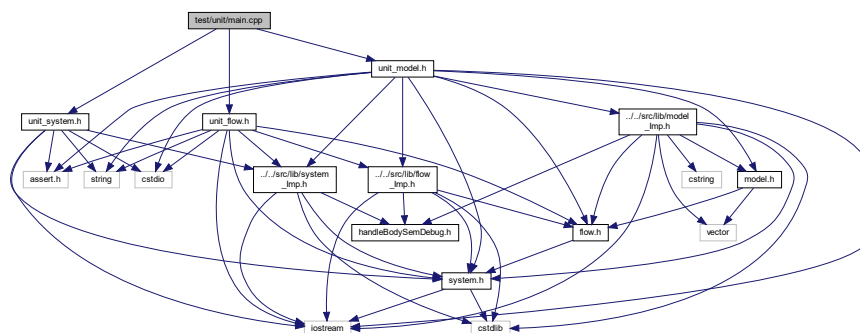 test/unit/main.cpp
unit_model.h
unit_system.h
unit_flow.h
../../src/lib/model
_Imp.h
assert.h
string
cstdio
../../src/lib/system
_Imp.h
../../src/lib/flow
_Imp.h
cstring
model.h
handleBodySemDebug.h
flow.h
vector
system.h
iostream
cstdlib